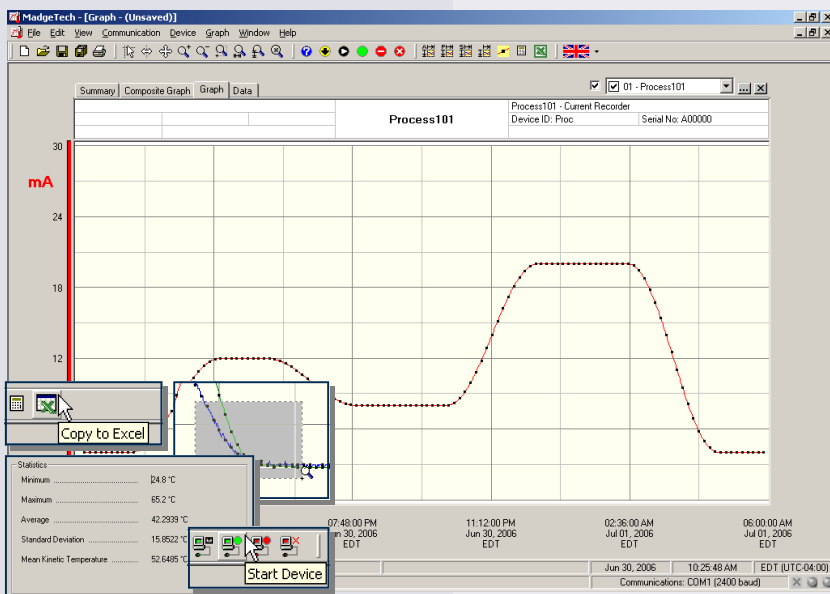 MadgeTech - [Graph - (Unsaved)]
File Edit View Communication Device Graph Window Help
Summary Composite Graph Graph Data
01 - Process101
Process101
Process101 - Current Recorder
Device ID: Proc Serial No: A00000
30
mA
24
18
12
Copy to Excel
Statistics
Minimum 24.8 °C
Maximum 65.2 °C
Average 42.2939 °C
Standard Deviation 15.8522 °C
Mean Kinetic Temperature 52.6485 °C
Start Device
07:48:00 PM
Jun 30, 2006
EDT
11:12:00 PM
Jun 30, 2006
EDT
02:36:00 AM
Jul 01, 2006
EDT
06:00:00 AM
Jul 01, 2006
EDT
Jun 30, 2006 10:25:48 AM EDT (UTC-04:00)
Communications: COM1 (2400 baud)